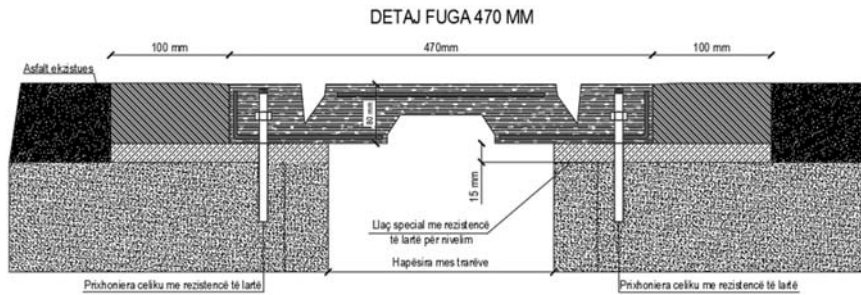 DETAJ FUGA 470 MM
100 mm
470mm
100 mm
Asfalt ekzistues
80 mm
15 mm
Llaç special me rezistencë
të lartë për nivelim
Hapësira mes trarëve
Prixhoniera celiku me rezistencë të lartë
Prixhoniera celiku me rezistencë të lartë